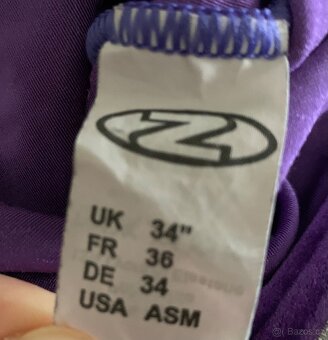 Z
UK 34"
FR 36
DE 34
USA ASM